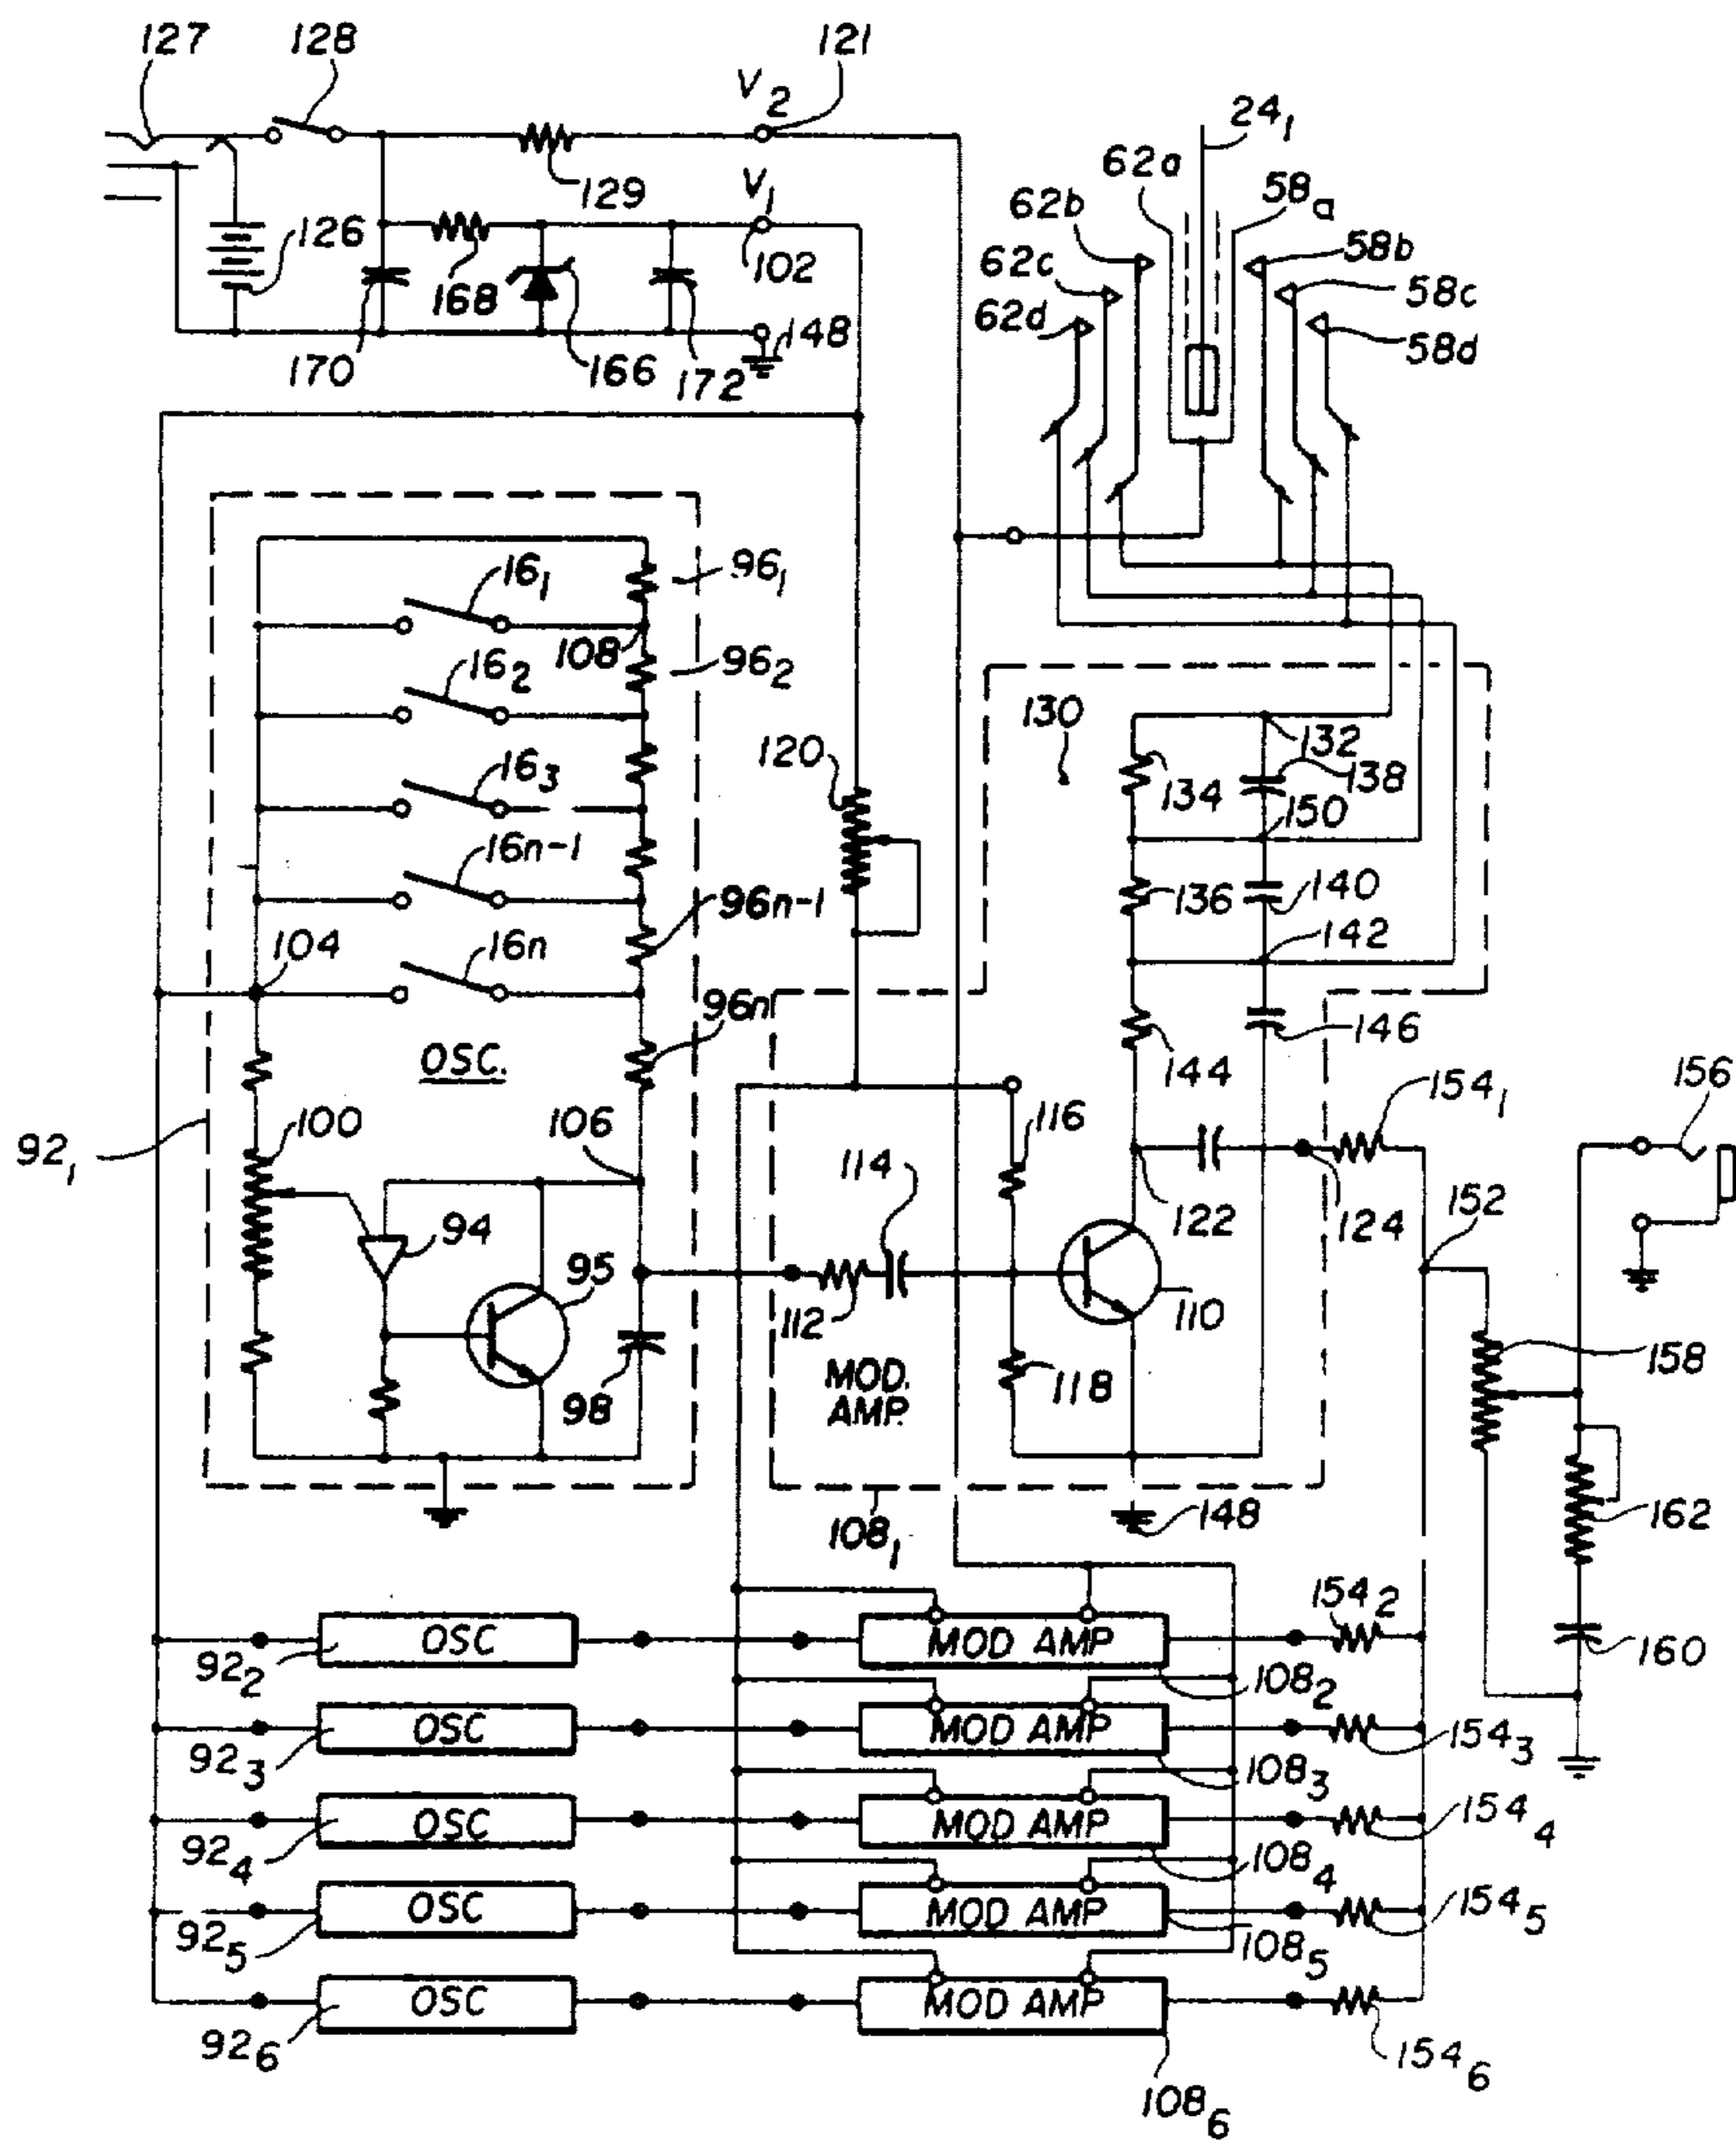 127 128 121
V2
24₁
62a
58a
129
V1
62b
58b
126
102
62c
58c
168
62d
58d
170 166 172 148
16₁ 96₁
108
16₂ 96₂
130
132
120
138
16₃
134
150
16n-1
96n-1
136 140
104 16n
142
96n
146
OSC.
144
154₁
156
100 106
116
92₁
114
122 124
152
94
95
112
110
158
98
MOD.
AMP.
118
108₁
148
162
OSC MOD AMP 154₂
160
92₂
108₂
OSC MOD AMP
154₃
92₃
108₃
OSC MOD AMP
154₄
92₄
108₄
OSC MOD AMP
154₅
92₅
108₅
OSC MOD AMP
92₆
154₆
108₆